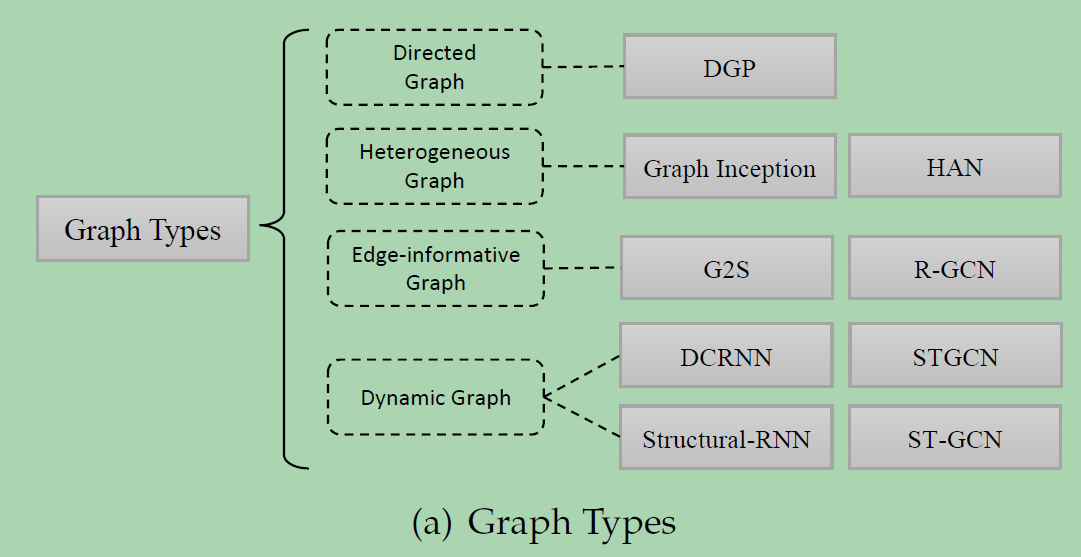 Graph Types
Directed
Graph
DGP
Heterogeneous
Graph
Graph Inception
HAN
Edge-informative
Graph
G2S
R-GCN
Dynamic Graph
DCRNN
STGCN
Structural-RNN
ST-GCN
(a) Graph Types